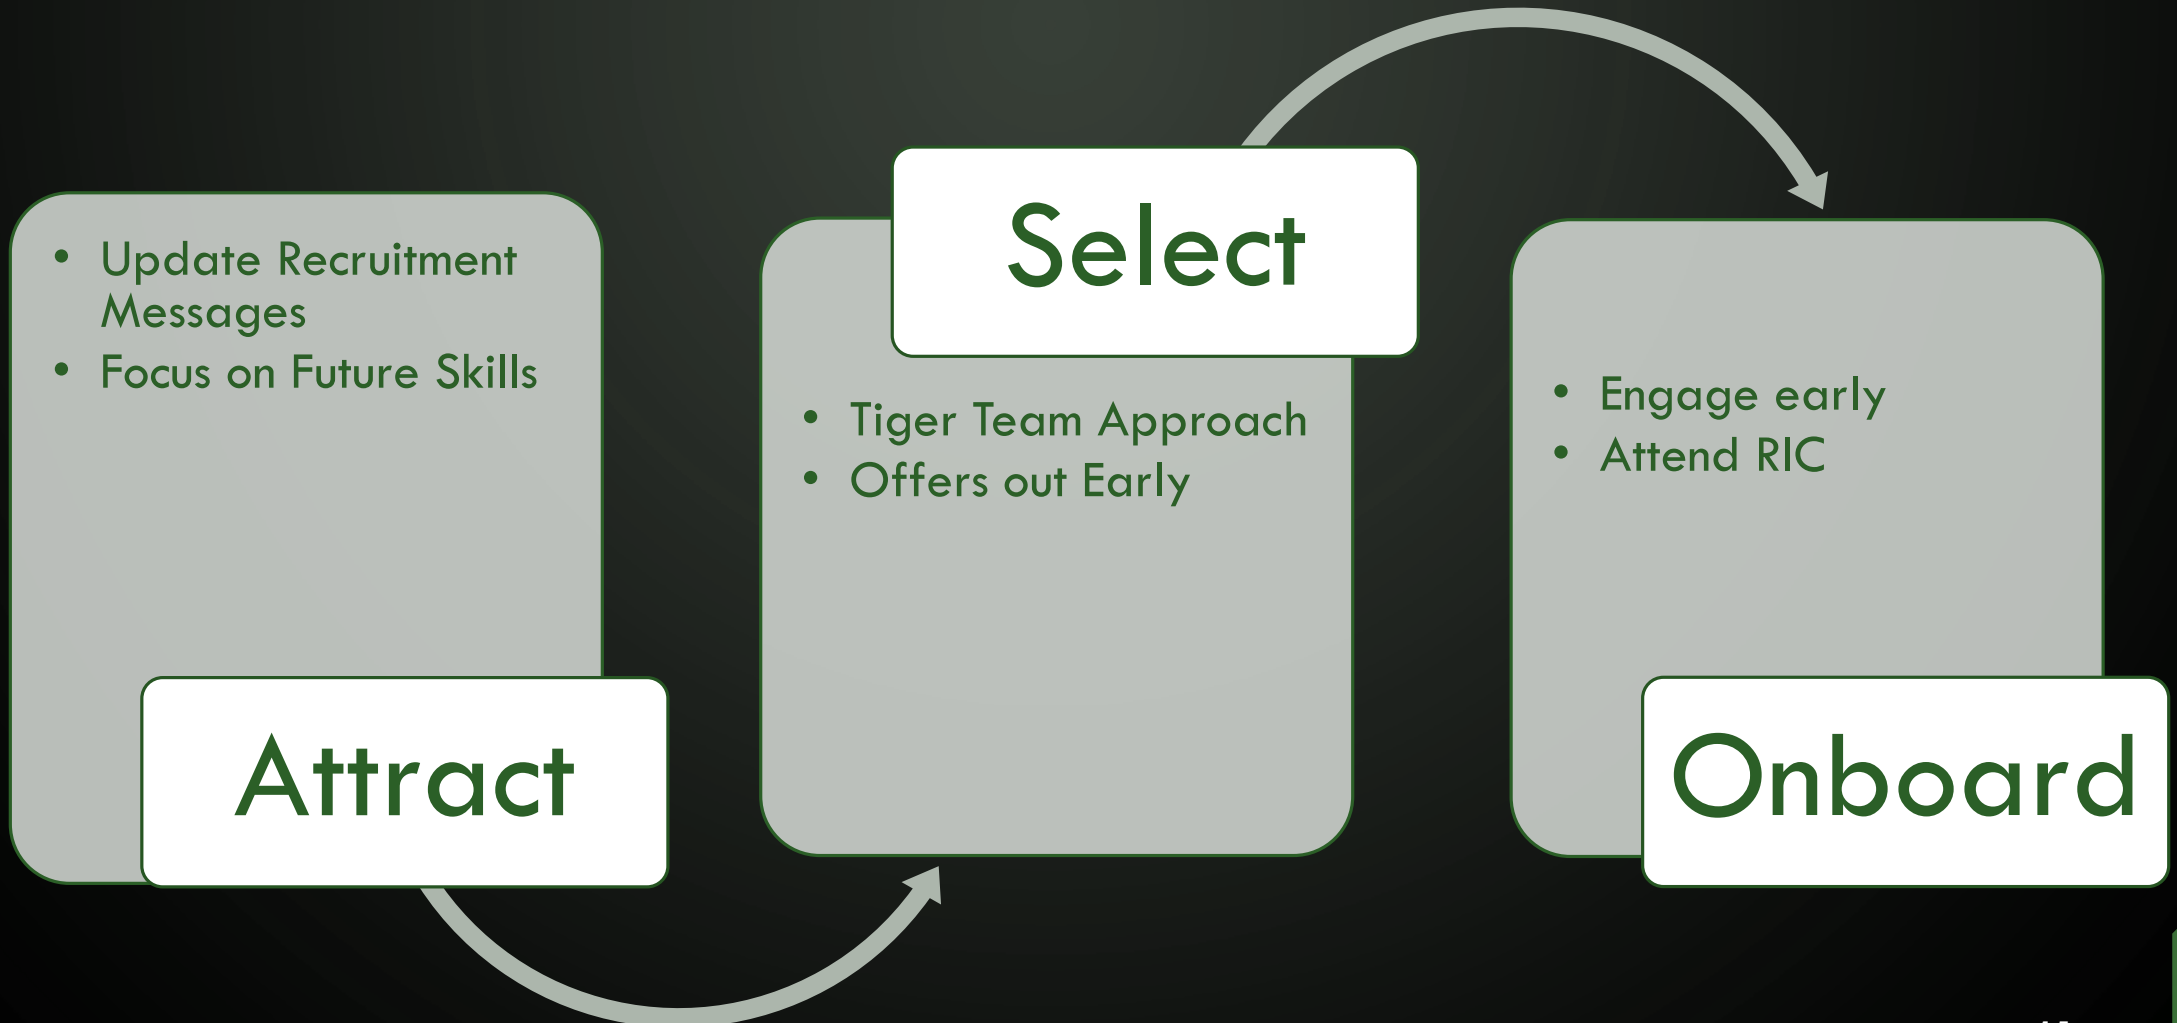 • Update Recruitment
Messages
• Focus on Future Skills
Attract
Select
• Tiger Team Approach
• Offers out Early
• Engage early
• Attend RIC
Onboard